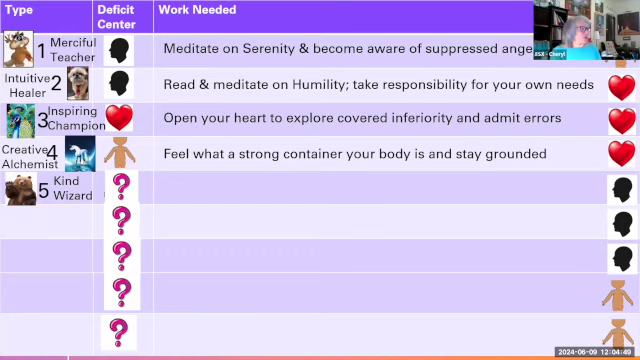 Type
Deficit
Center
Work Needed
1 Merciful
Teacher
Meditate on Serenity & become aware of suppressed ange
JISX - Cheryl
Intuitive
Healer 2
Read & meditate on Humility; take responsibility for your own needs
3 Inspiring
Champion
Open your heart to explore covered inferiority and admit errors
Creative 4
Alchemist
Feel what a strong container your body is and stay grounded
5 Kind
Wizard
?
?
?
?
?
2024-06-09 12:04:49